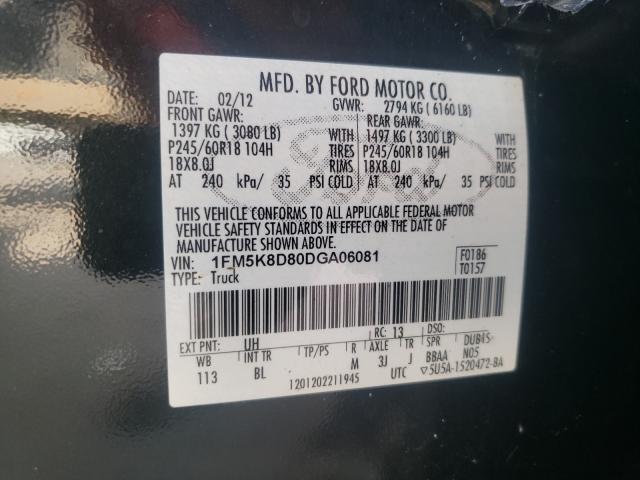 MFD. BY FORD MOTOR CO.
DATE: 02/12 GVWR: 2794 KG ( 6160 LB)
FRONT GAWR: REAR GAWR:
1397 KG ( 3080 LB) WITH 1497 KG ( 3300 LB) WITH
P245/60R18 104H TIRES P245/60R18 104H TIRES
18X8.0J RIMS 18X8.0J RIMS
AT 240 kPa/ 35 PSI COLD AT 240 kPa/ 35 PSI COLD
Ford
THIS VEHICLE CONFORMS TO ALL APPLICABLE FEDERAL MOTOR
VEHICLE SAFETY STANDARDS IN EFFECT ON THE DATE OF
MANUFACTURE SHOWN ABOVE.
VIN: 1FM5K8D80DGA06081 F0186
TYPE: Truck T0157
EXT PNT: UH RC: 13 DSO:
WB INT TR TP/PS R AXLE TR SPR DUB45
113 BL M 3J J BBAA N05
1201202211945 UTC ▽5U5A-1520472-BA